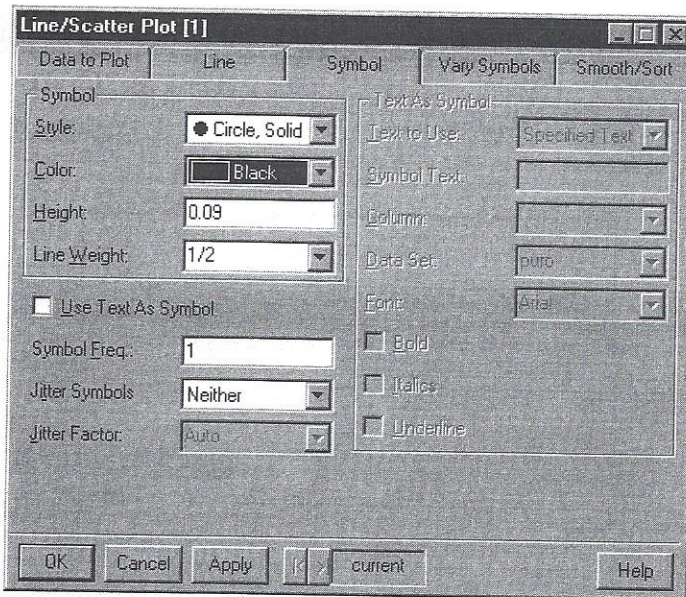 Line/Scatter Plot [1]
Data to Plot
Line
Symbol
Vary Symbols
Smooth/Sort
Symbol
Style:
Circle, Solid
Color:
Black
Height:
0.09
Line Weight:
1/2
Use Text As Symbol
Symbol Freq.:
1
Jitter Symbols
Neither
Jitter Factor:
Auto
Text As Symbol
Text to Use:
Specified Text
Symbol Text:
Column:
Data Set:
puro
Font:
Arial
Bold
Italics
Underline
OK
Cancel
Apply
current
Help